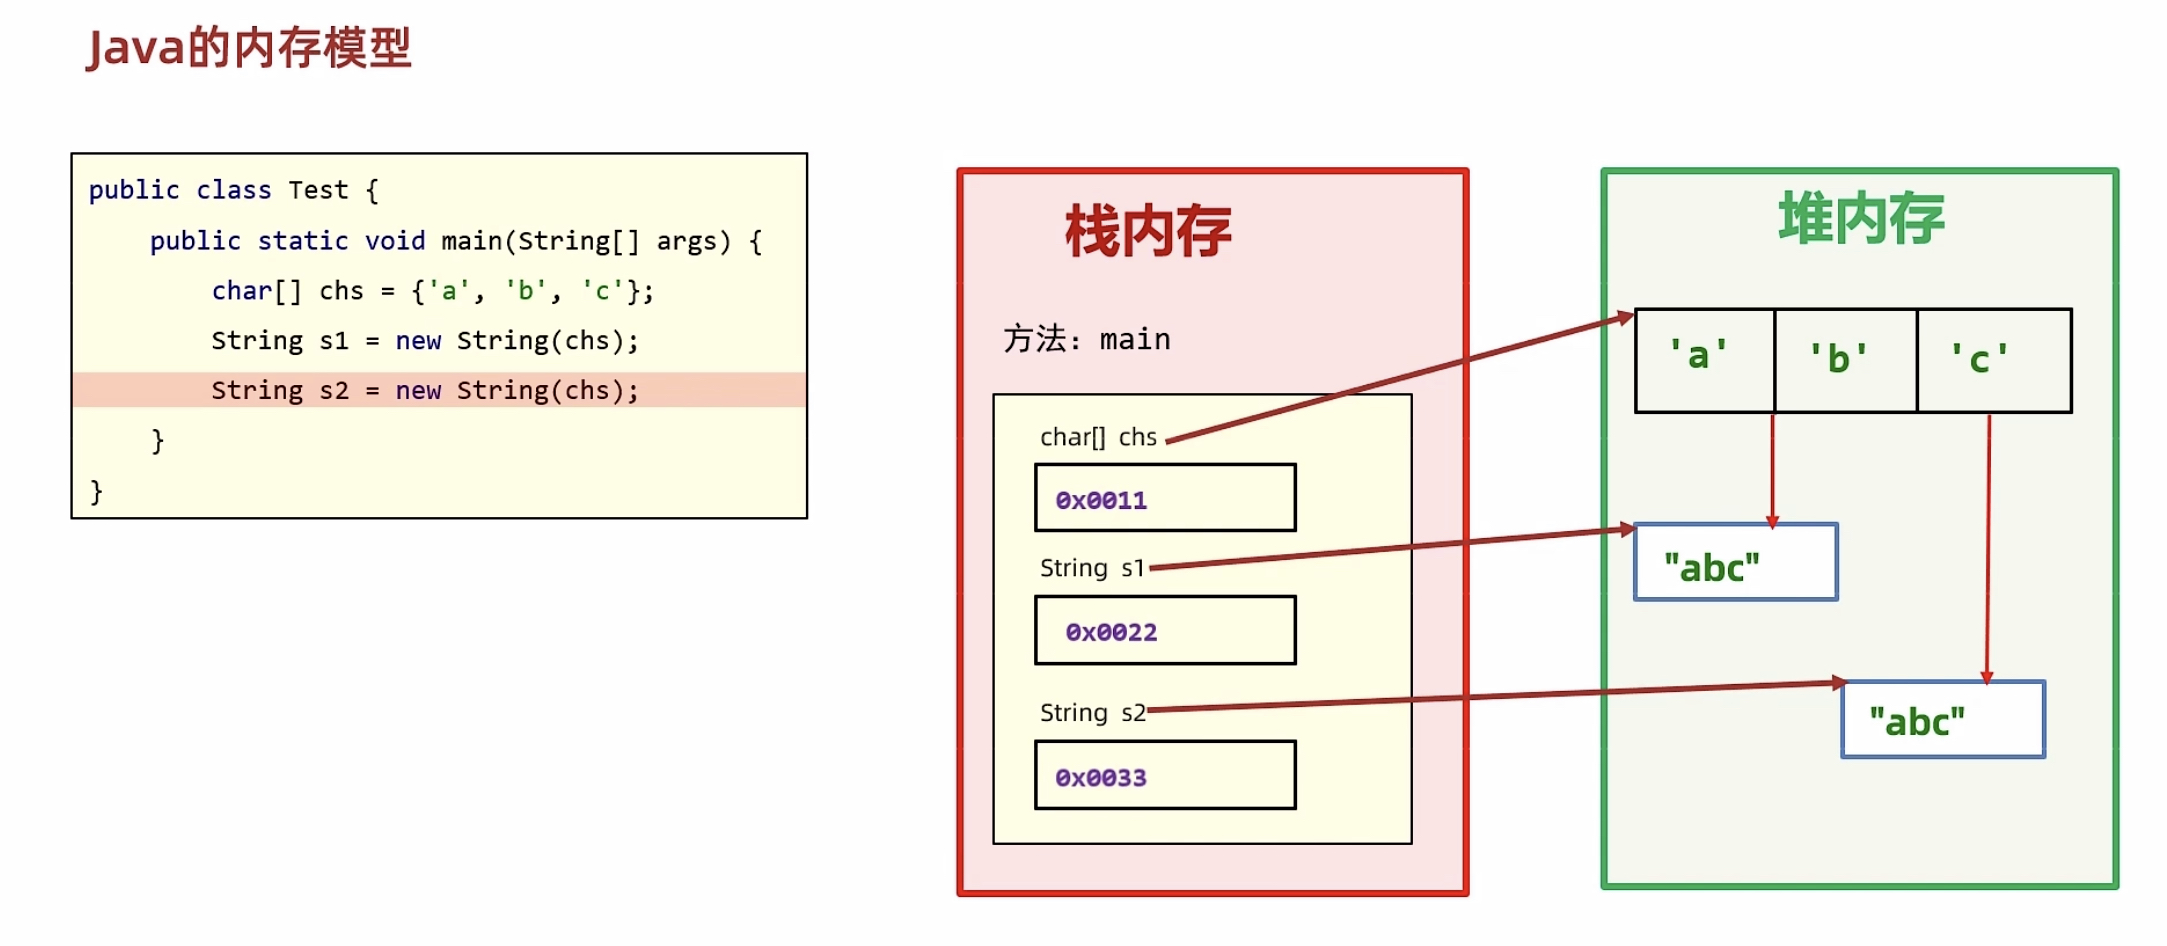 Java的内存模型
public class Test {
    public static void main(String[] args) {
        char[] chs = {'a', 'b', 'c'};
        String s1 = new String(chs);
        String s2 = new String(chs);
    }
}
栈内存
方法: main
char[] chs
0x0011
String s1
0x0022
String s2
0x0033
堆内存
'a' 'b' 'c'
"abc"
"abc"